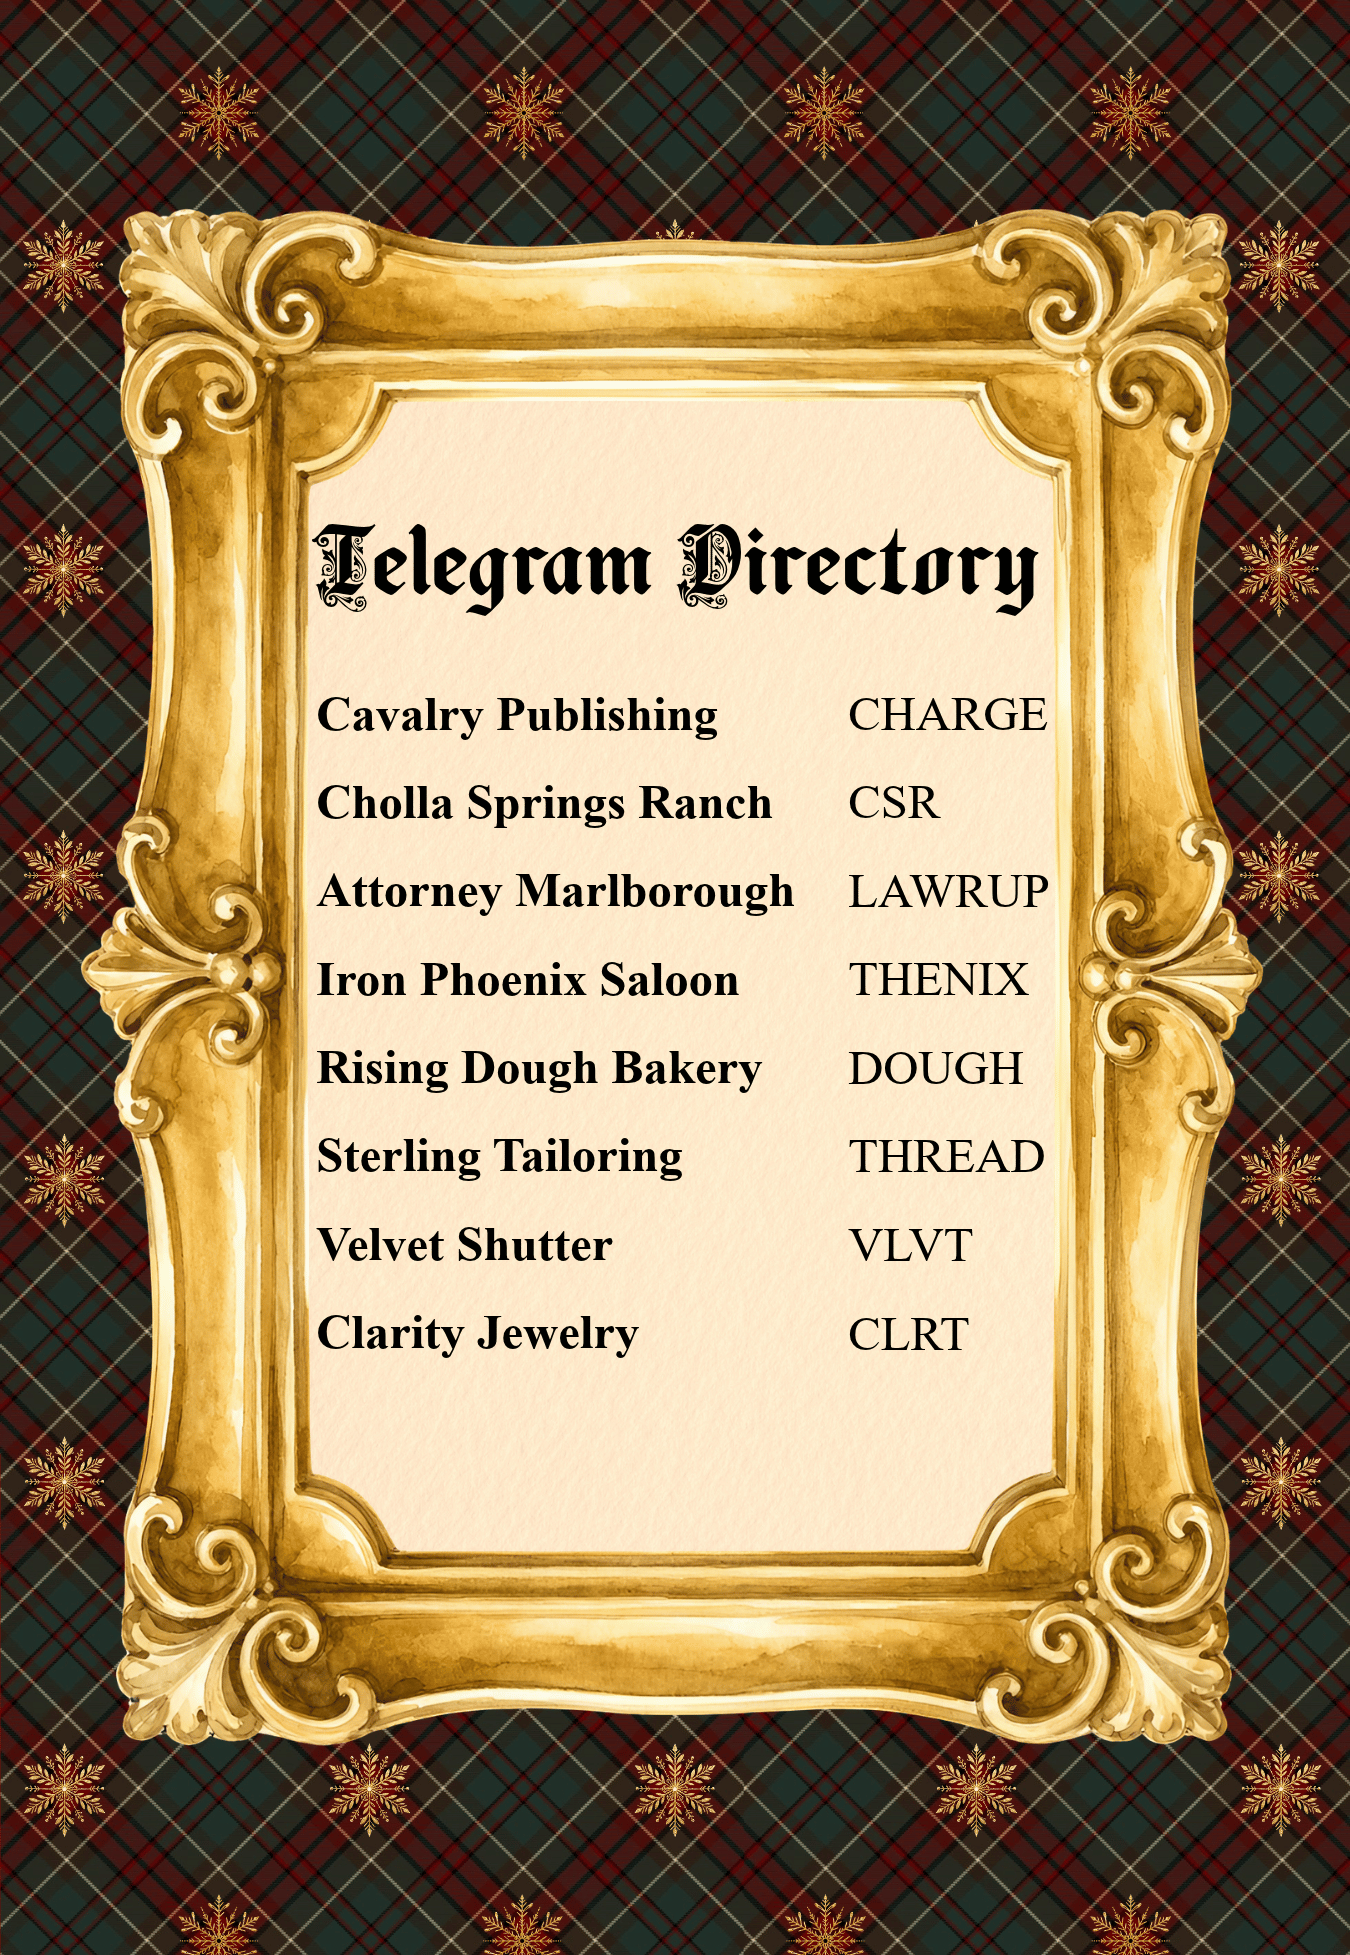 Telegram Directory
Cavalry Publishing CHARGE
Cholla Springs Ranch CSR
Attorney Marlborough LAWRUP
Iron Phoenix Saloon THENIX
Rising Dough Bakery DOUGH
Sterling Tailoring THREAD
Velvet Shutter VLVT
Clarity Jewelry CLRT